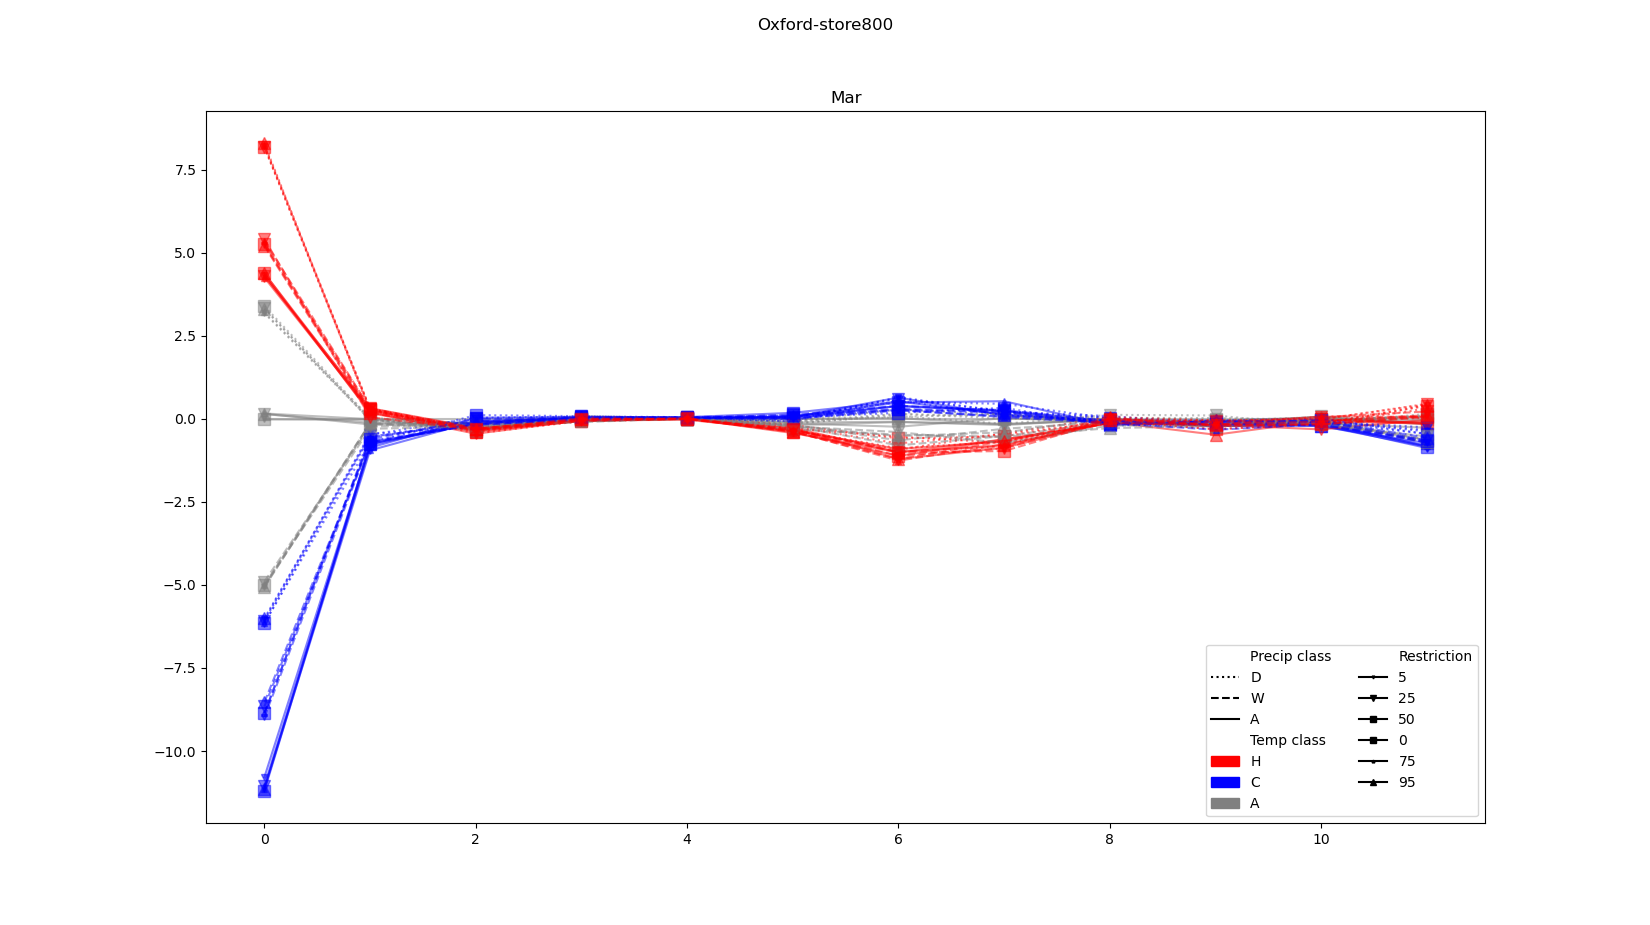 Oxford-store800
Mar
7.5
5.0
2.5
0.0
−2.5
−5.0
−7.5
−10.0
0 2 4 6 8 10
Precip class
D
W
A
Temp class
H
C
A
Restriction
5
25
50
0
75
95